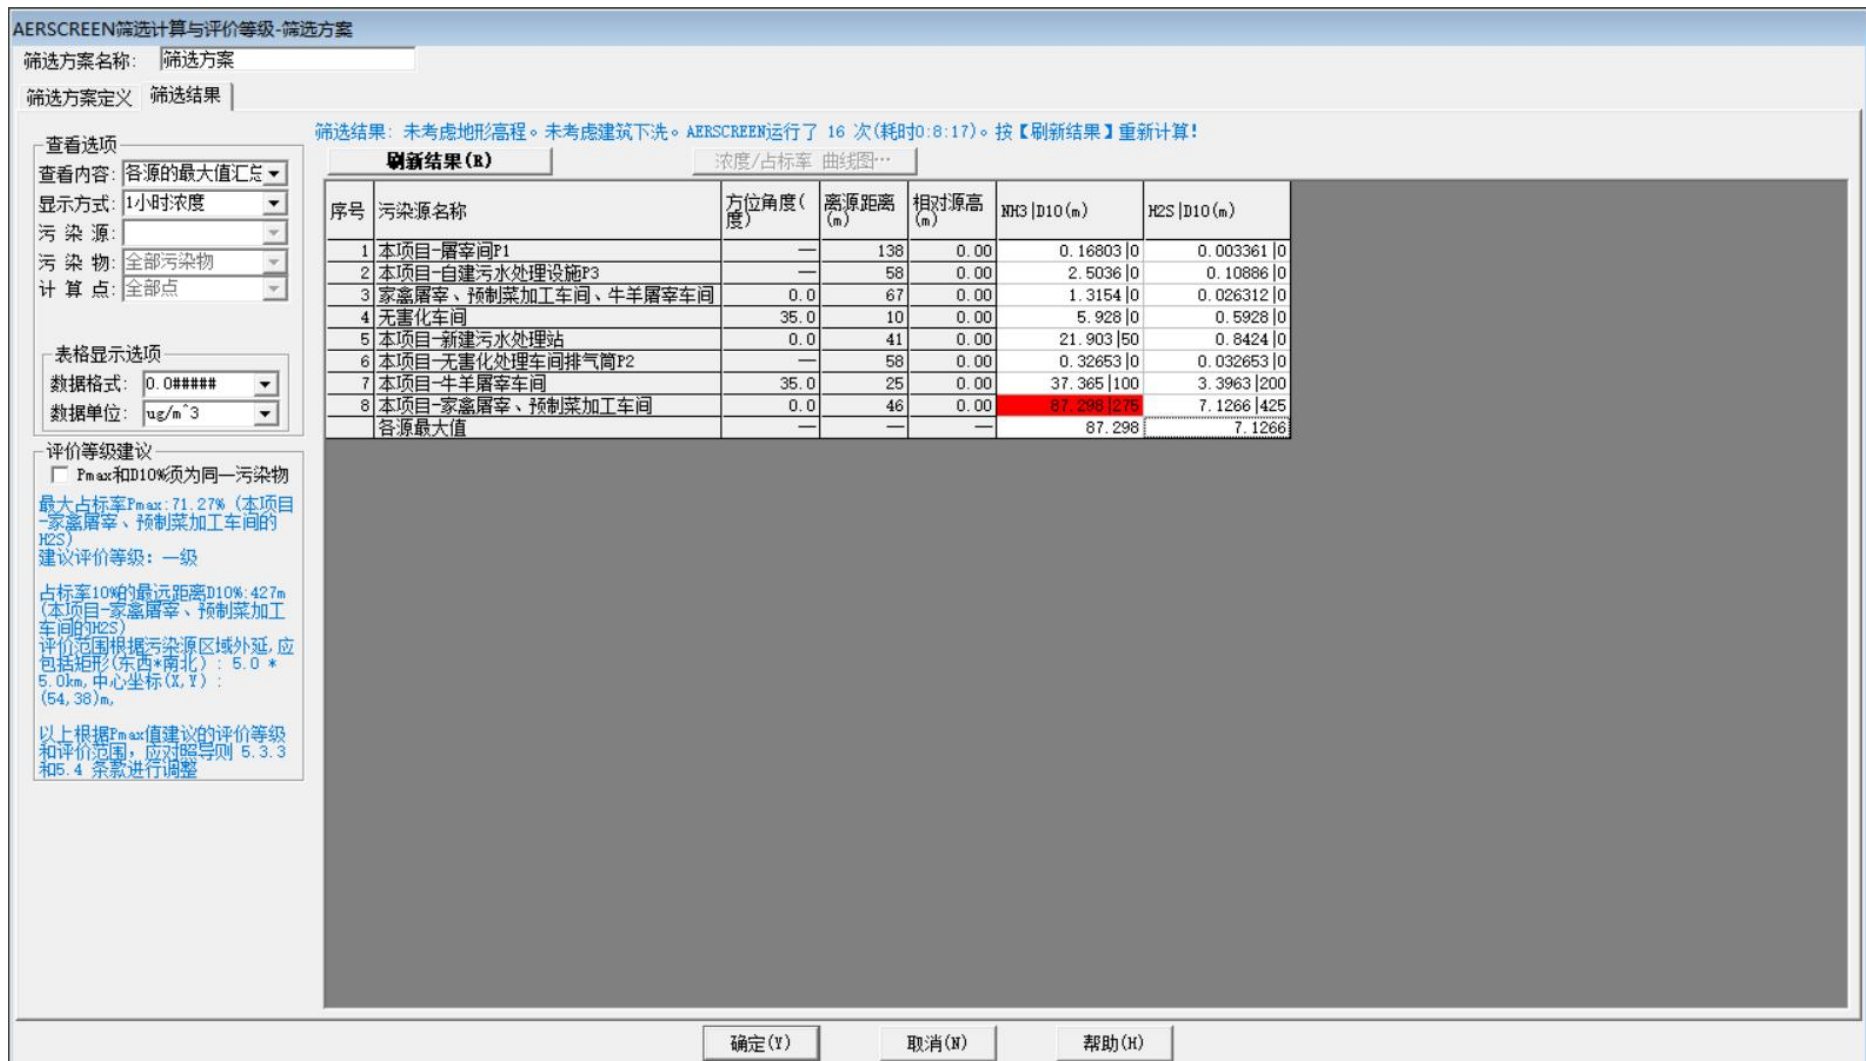 AERSCREEN筛选计算与评价等级-筛选方案
筛选方案名称: 筛选方案
筛选方案定义 筛选结果
筛选结果: 未考虑地形高程。未考虑建筑下洗。AERSCREEN运行了 16 次(耗时0:8:17)。按【刷新结果】重新计算!
查看选项
查看内容: 各源的最大值汇总
显示方式: 1小时浓度
污 染 源:
污 染 物: 全部污染物
计 算 点: 全部点
表格显示选项
数据格式: 0.0#####
数据单位: ug/m^3
评价等级建议
Pmax和D10%须为同一污染物
最大占标率Pmax:71.27% (本项目
-家禽屠宰、预制菜加工车间的
H2S)
建议评价等级: 一级
占标率10%的最远距离D10%:427m
(本项目-家禽屠宰、预制菜加工
车间的H2S)
评价范围根据污染源区域外延,应
包括矩形(东西*南北) : 5.0 *
5.0km,中心坐标(X,Y) :
(54,38)m,
以上根据Pmax值建议的评价等级
和评价范围, 应对照导则 5.3.3
和5.4 条款进行调整
刷新结果(R) 浓度/占标率 曲线图…
序号 污染源名称 方位角度(度) 离源距离(m) 相对源高(m) NH3|D10(m) H2S|D10(m)
1 本项目-屠宰间P1 — 138 0.00 0.16803|0 0.003361|0
2 本项目-自建污水处理设施P3 — 58 0.00 2.5036|0 0.10886|0
3 家禽屠宰、预制菜加工车间、牛羊屠宰车间 0.0 67 0.00 1.3154|0 0.026312|0
4 无害化车间 35.0 10 0.00 5.928|0 0.5928|0
5 本项目-新建污水处理站 0.0 41 0.00 21.903|50 0.8424|0
6 本项目-无害化处理车间排气筒P2 — 58 0.00 0.32653|0 0.032653|0
7 本项目-牛羊屠宰车间 35.0 25 0.00 37.365|100 3.3963|200
8 本项目-家禽屠宰、预制菜加工车间 0.0 46 0.00 87.298|275 7.1266|425
各源最大值 — — — 87.298 7.1266
确定(Y) 取消(N) 帮助(H)